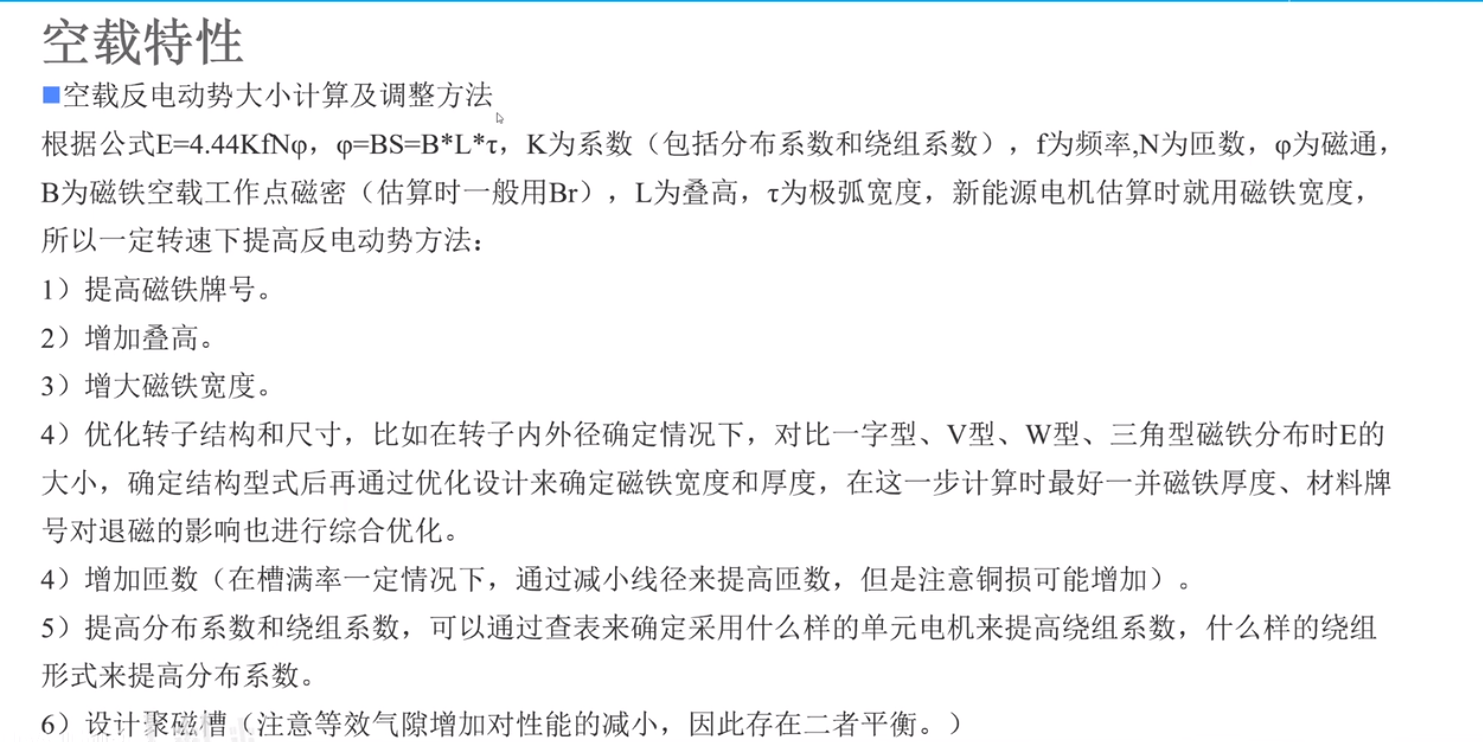 空载特性
■空载反电动势大小计算及调整方法
根据公式E=4.44KfNφ，φ=BS=B*L*τ，K为系数（包括分布系数和绕组系数），f为频率,N为匝数，φ为磁通，
B为磁铁空载工作点磁密（估算时一般用Br），L为叠高，τ为极弧宽度，新能源电机估算时就用磁铁宽度，
所以一定转速下提高反电动势方法：
1）提高磁铁牌号。
2）增加叠高。
3）增大磁铁宽度。
4）优化转子结构和尺寸，比如在转子内外径确定情况下，对比一字型、V型、W型、三角型磁铁分布时E的
大小，确定结构型式后再通过优化设计来确定磁铁宽度和厚度，在这一步计算时最好一并磁铁厚度、材料牌
号对退磁的影响也进行综合优化。
4）增加匝数（在槽满率一定情况下，通过减小线径来提高匝数，但是注意铜损可能增加）。
5）提高分布系数和绕组系数，可以通过查表来确定采用什么样的单元电机来提高绕组系数，什么样的绕组
形式来提高分布系数。
6）设计聚磁槽（注意等效气隙增加对性能的减小，因此存在二者平衡。）